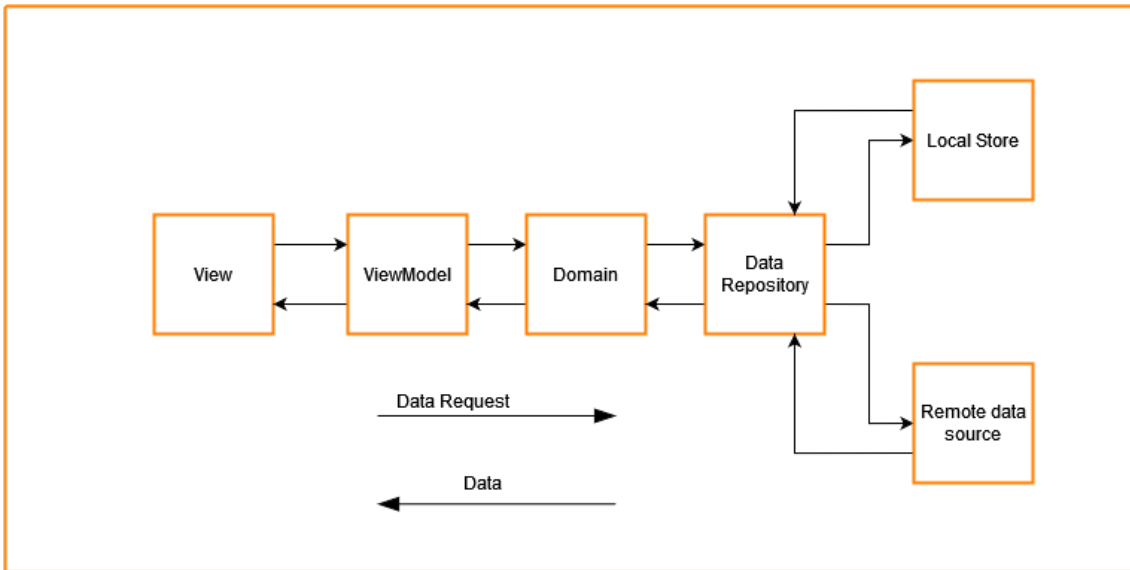 Local Store
View
ViewModel
Domain
Data
Repository
Data Request
Remote data
source
Data